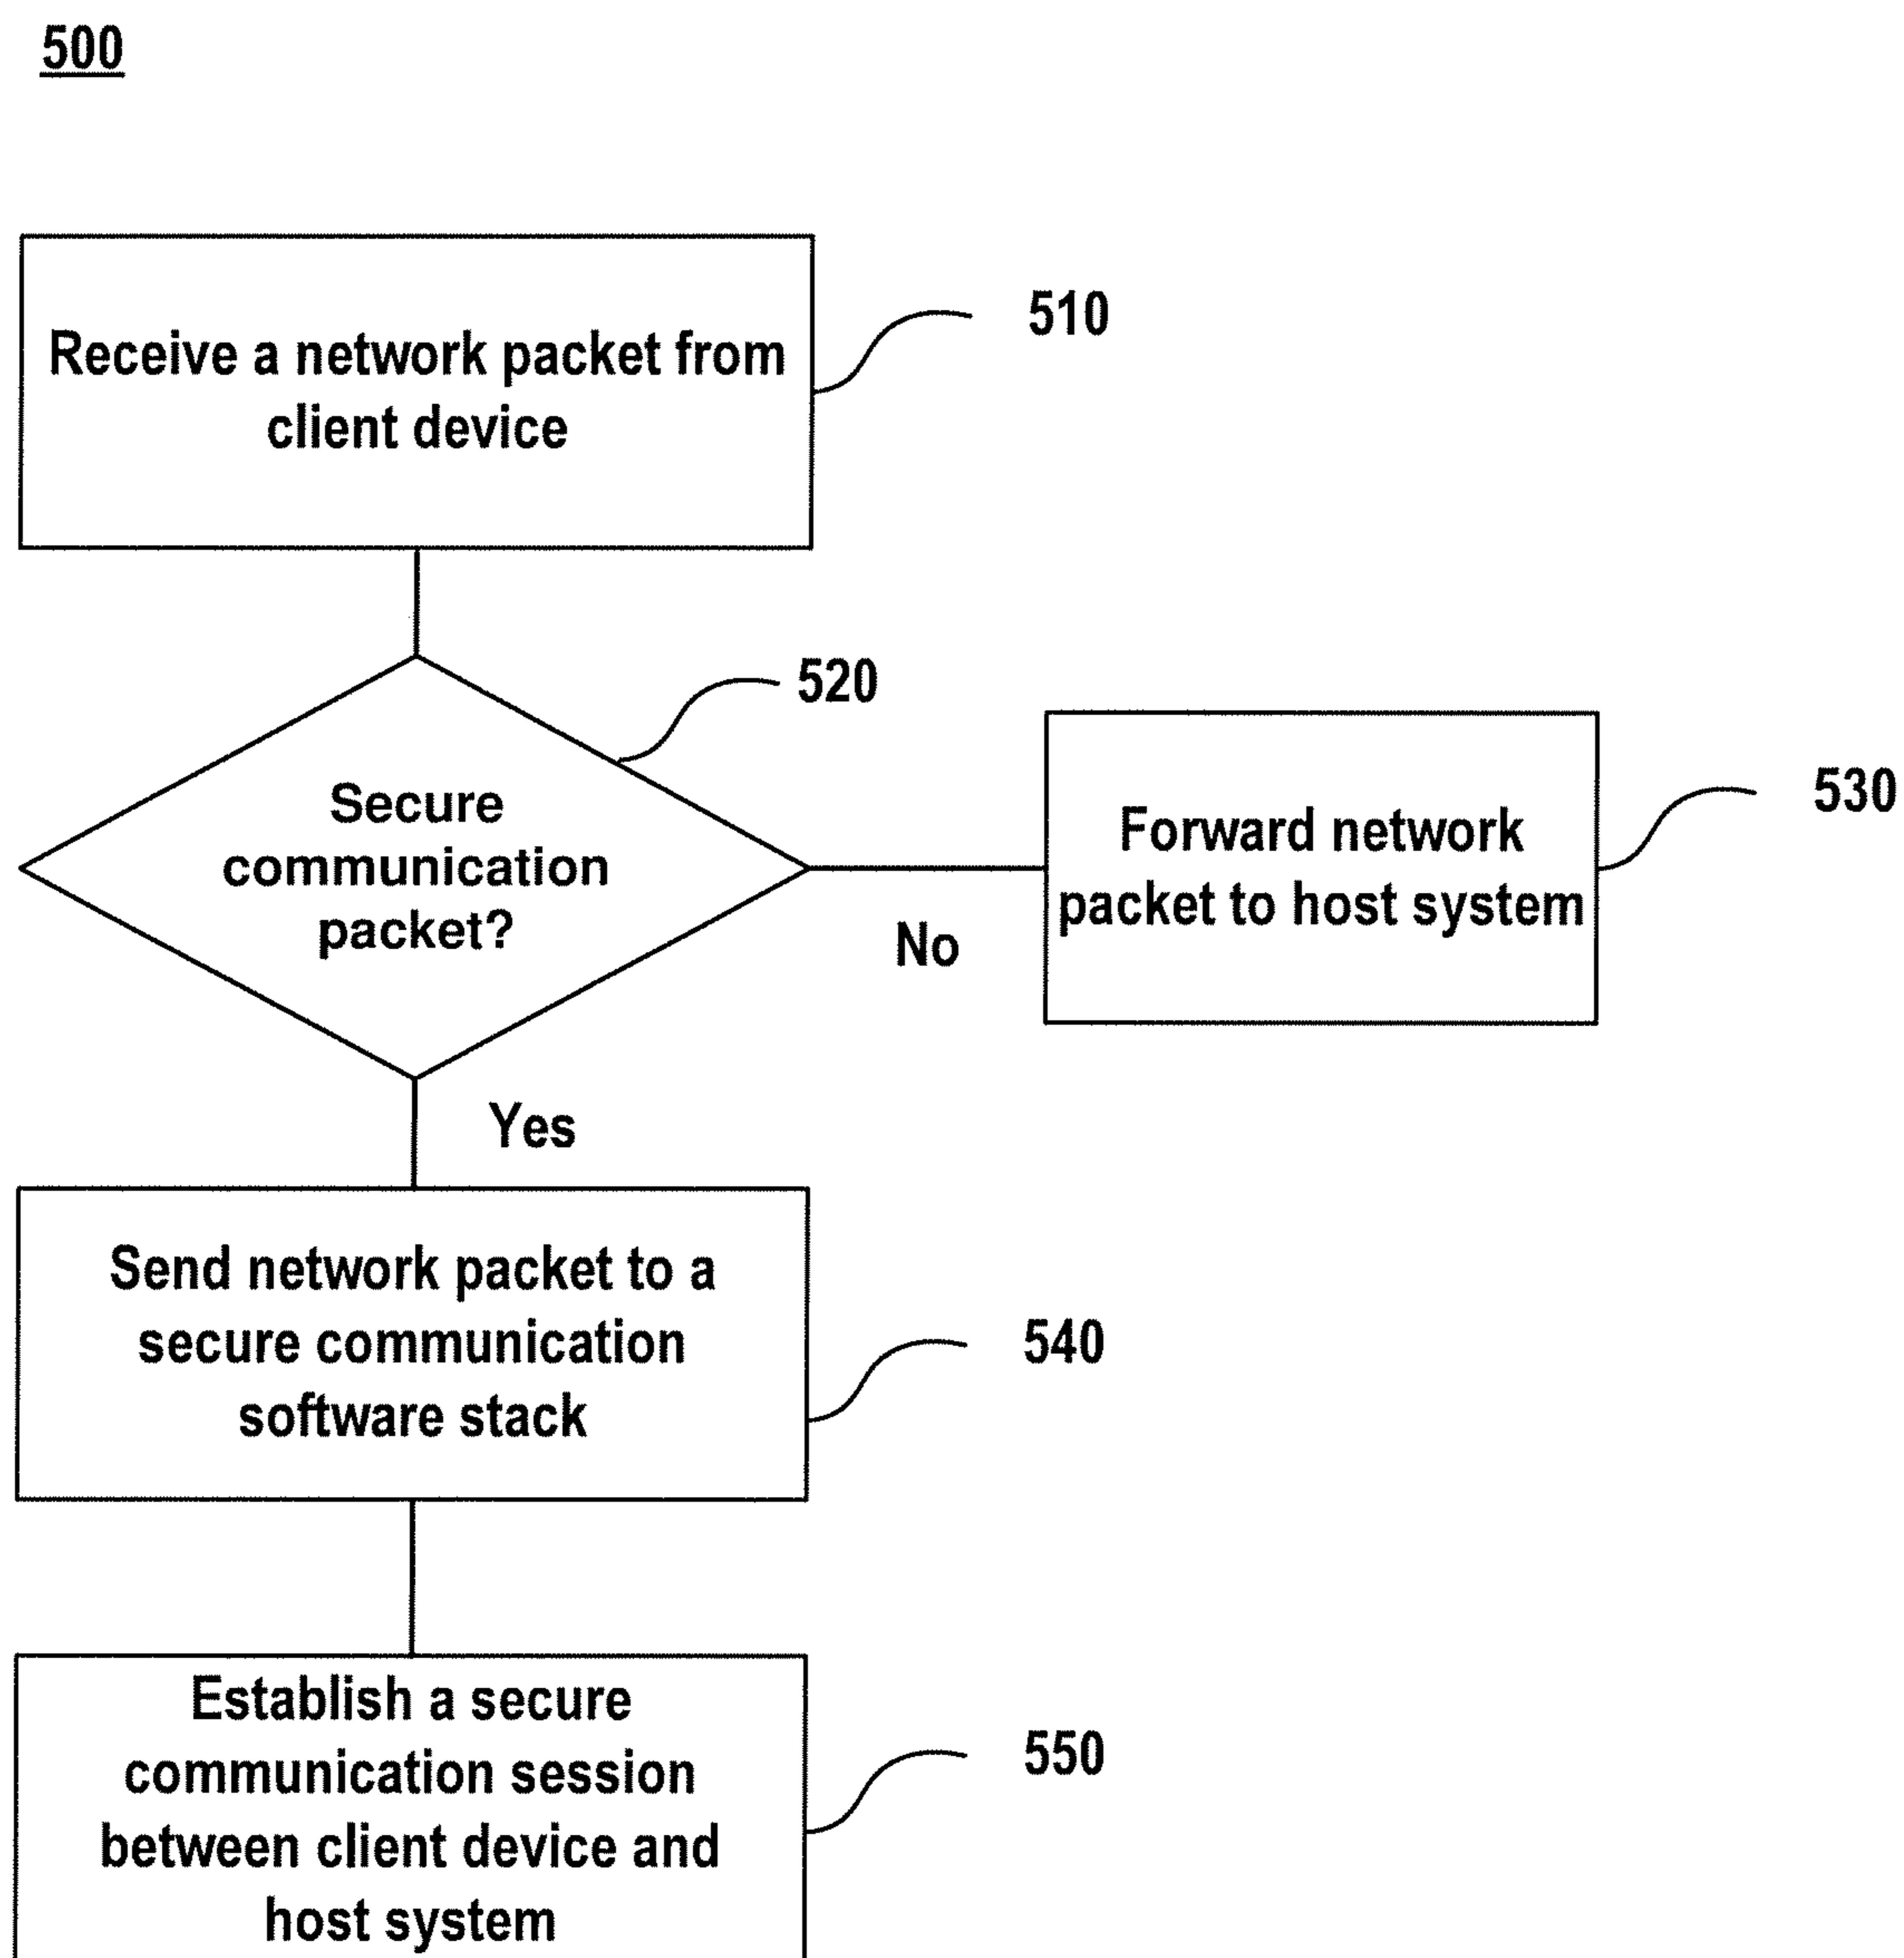 500
Receive a network packet from
client device
510
Secure
communication
packet?
520
No
Forward network
packet to host system
530
Yes
Send network packet to a
secure communication
software stack
540
Establish a secure
communication session
between client device and
host system
550